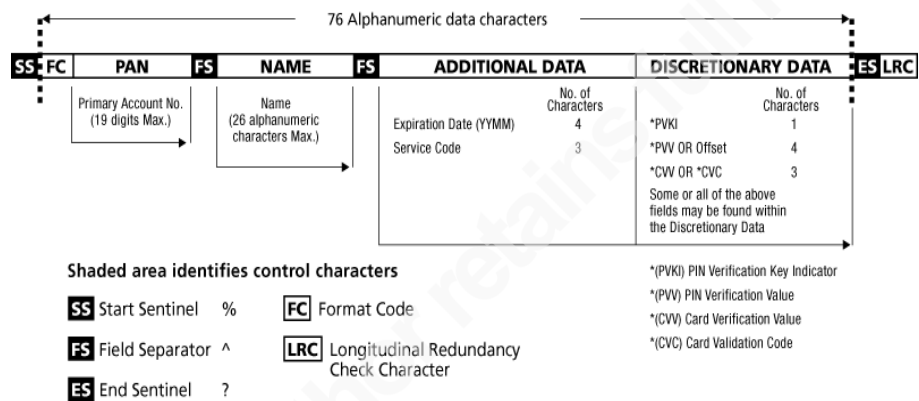 76 Alphanumeric data characters
SS FC PAN FS NAME FS ADDITIONAL DATA DISCRETIONARY DATA ES LRC
Primary Account No.
(19 digits Max.)
Name
(26 alphanumeric
characters Max.)
No. of
Characters
Expiration Date (YYMM) 4
Service Code 3
No. of
Characters
*PVKI 1
*PVV OR Offset 4
*CVV OR *CVC 3
Some or all of the above
fields may be found within
the Discretionary Data
Shaded area identifies control characters
SS Start Sentinel %
FC Format Code
FS Field Separator ^
LRC Longitudinal Redundancy
Check Character
ES End Sentinel ?
*(PVKI) PIN Verification Key Indicator
*(PVV) PIN Verification Value
*(CVV) Card Verification Value
*(CVC) Card Validation Code
hor retains full r